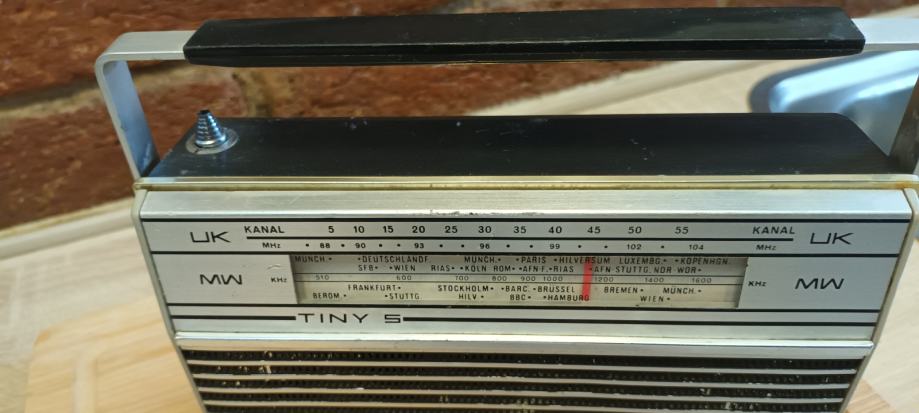 UK KANAL 5 10 15 20 25 30 35 40 45 50 55 KANAL UK
MHz • 88 • 90 • • 93 • • 96 • • 99 • • 102 • 104
MÜNCH. • •DEUTSCHLANDF. MÜNCH.• •PARIS •HILVERSUM LUXEMBG.• •KOPENHGN.
SFB• •WIEN RIAS• •KÖLN ROM• •AFN-F.•RIAS •AFN-STUTTG. NDR-WDR•
MW KHz 510 600 700 800 900 1000 1200 1400 1600 KHz MW
FRANKFURT• STOCKHOLM• •BARC.•BRÜSSEL BREMEN• MÜNCH.•
BEROM.• •STUTTG. HILV.• BBC• •HAMBURG WIEN•
TINY 5